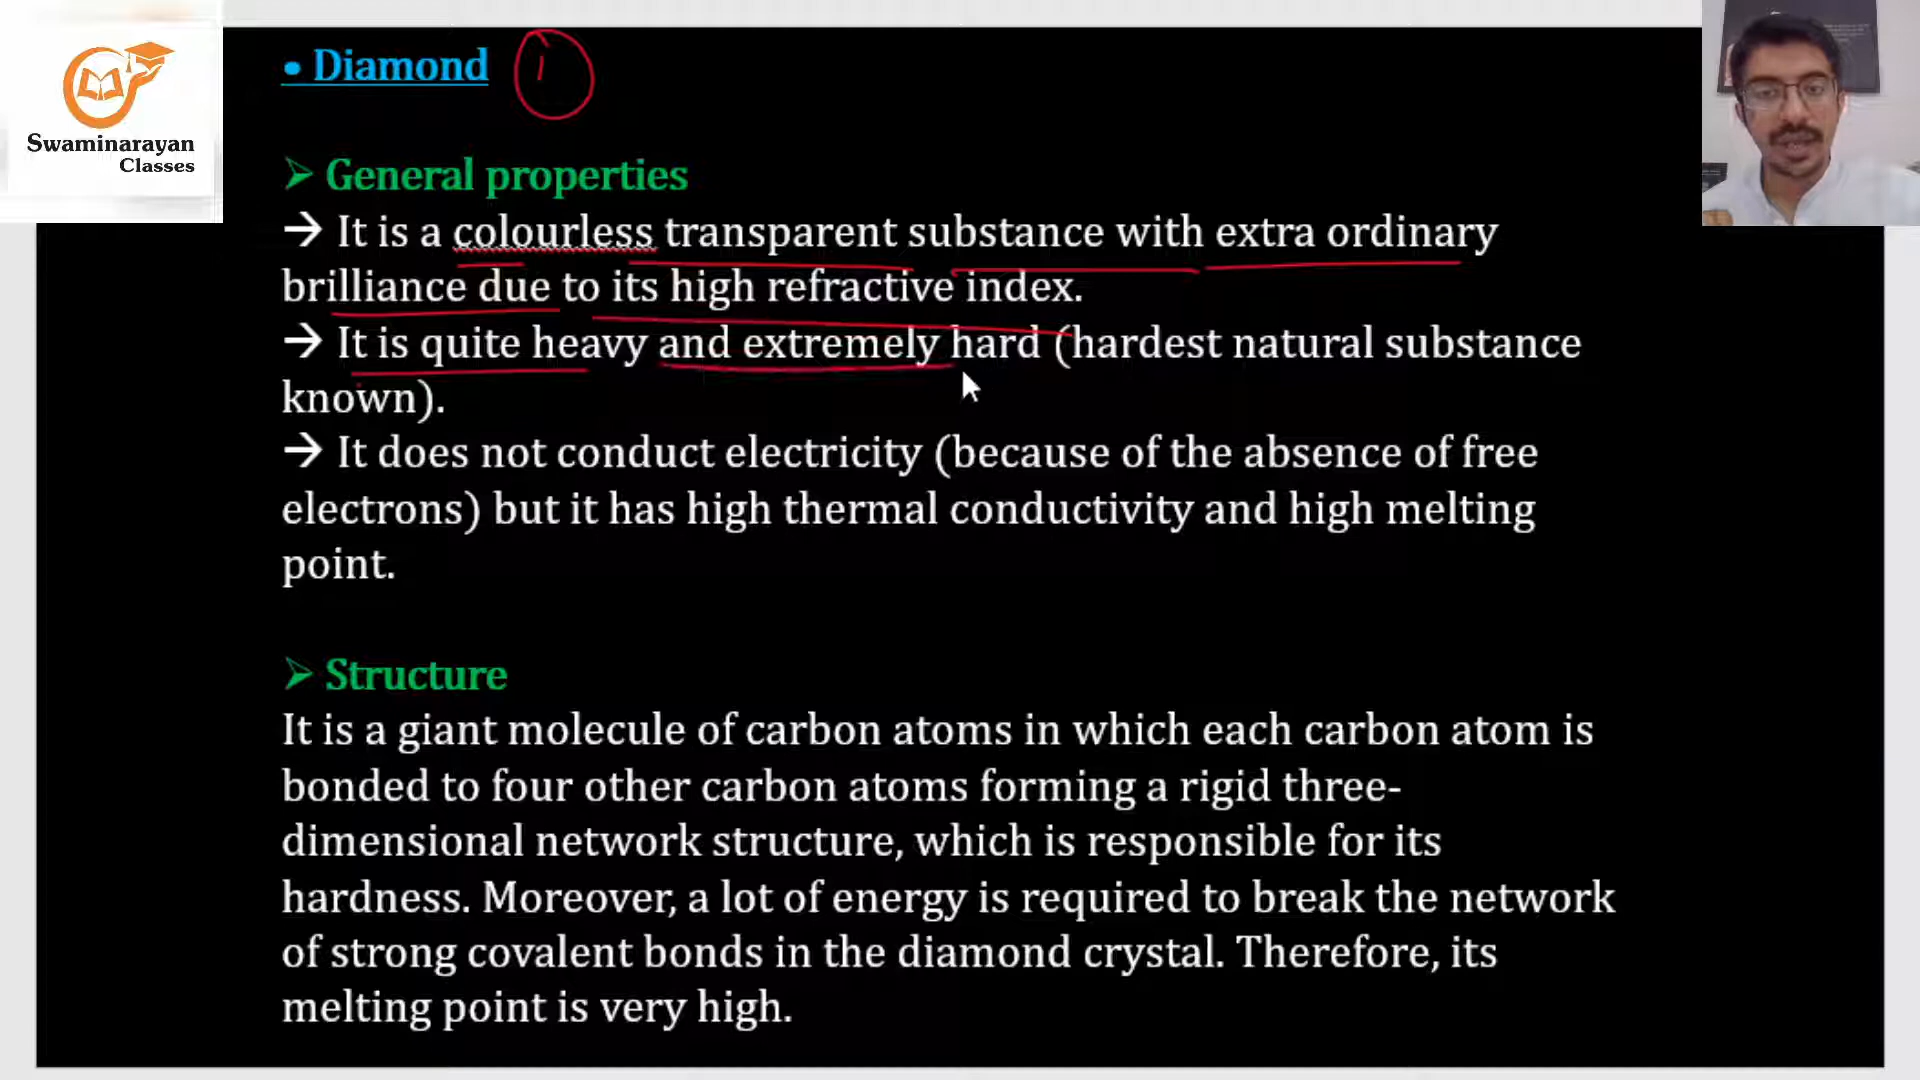 Swaminarayan
Classes
• Diamond 1
➢ General properties
→ It is a colourless transparent substance with extra ordinary
brilliance due to its high refractive index.
→ It is quite heavy and extremely hard (hardest natural substance
known).
→ It does not conduct electricity (because of the absence of free
electrons) but it has high thermal conductivity and high melting
point.
➢ Structure
It is a giant molecule of carbon atoms in which each carbon atom is
bonded to four other carbon atoms forming a rigid three-
dimensional network structure, which is responsible for its
hardness. Moreover, a lot of energy is required to break the network
of strong covalent bonds in the diamond crystal. Therefore, its
melting point is very high.